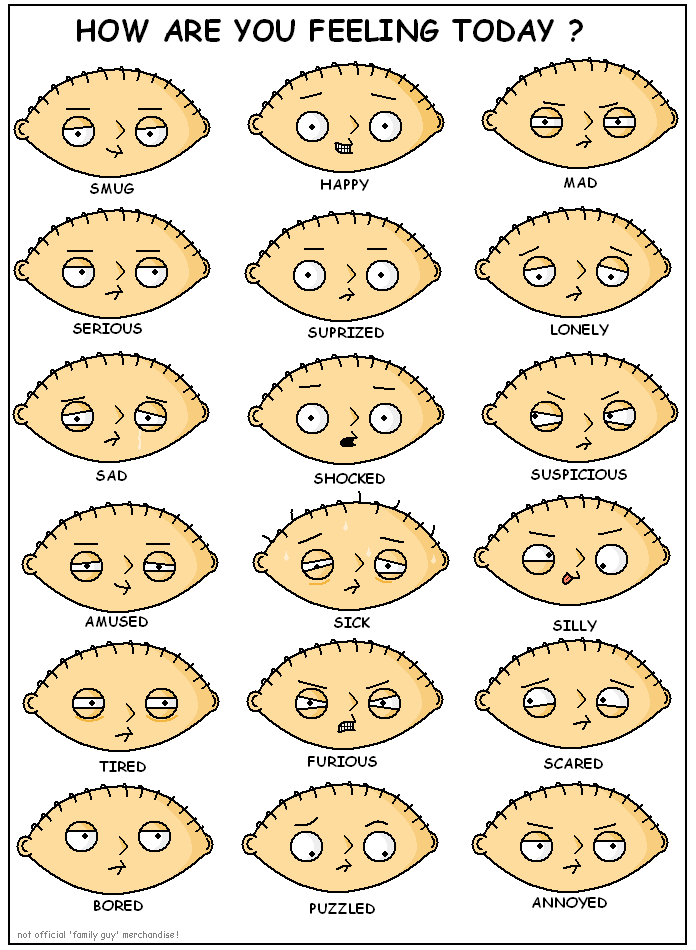 HOW ARE YOU FEELING TODAY ?
SMUG
HAPPY
MAD
SERIOUS
SUPRIZED
LONELY
SAD
SHOCKED
SUSPICIOUS
AMUSED
SICK
SILLY
TIRED
FURIOUS
SCARED
BORED
PUZZLED
ANNOYED
not official 'family guy' merchandise!